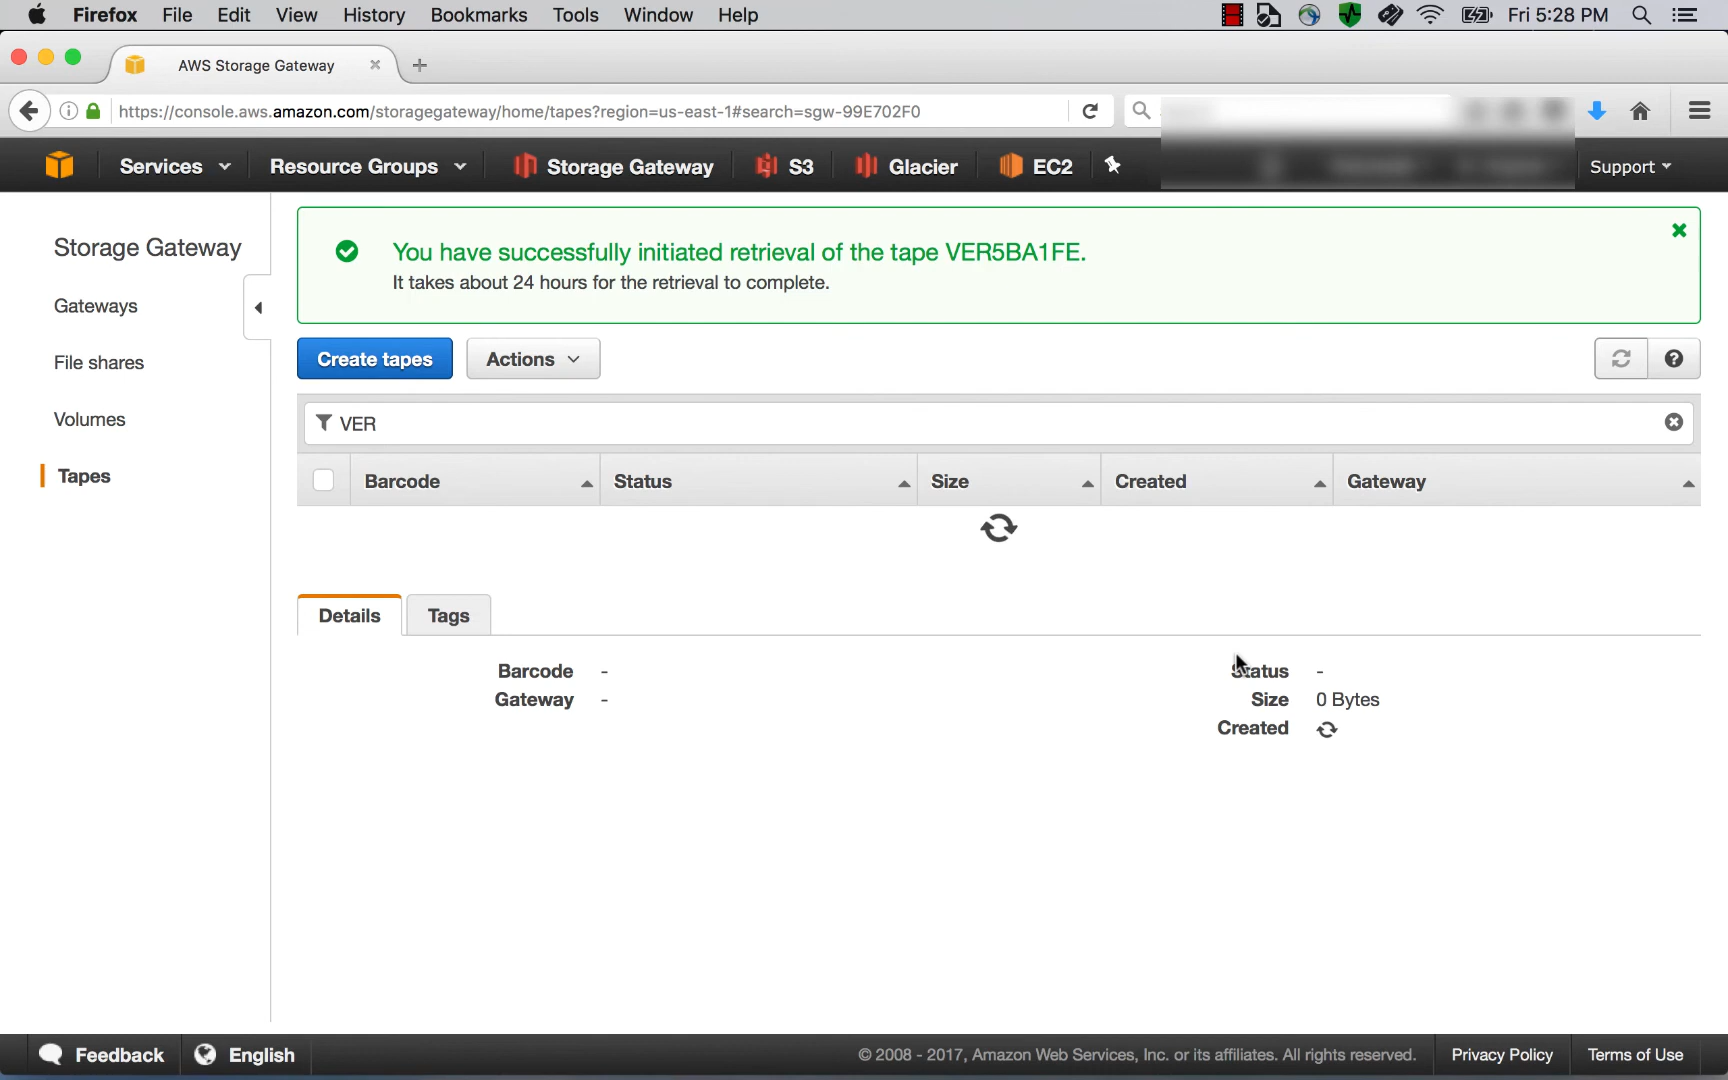 Firefox File Edit View History Bookmarks Tools Window Help Fri 5:28 PM
AWS Storage Gateway
https://console.aws.amazon.com/storagegateway/home/tapes?region=us-east-1#search=sgw-99E702F0
Services Resource Groups Storage Gateway S3 Glacier EC2 Support
Storage Gateway
Gateways
File shares
Volumes
Tapes
You have successfully initiated retrieval of the tape VER5BA1FE.
It takes about 24 hours for the retrieval to complete.
Create tapes Actions
VER
Barcode Status Size Created Gateway
Details Tags
Barcode - Status -
Gateway - Size 0 Bytes
Created
Feedback English © 2008 - 2017, Amazon Web Services, Inc. or its affiliates. All rights reserved. Privacy Policy Terms of Use